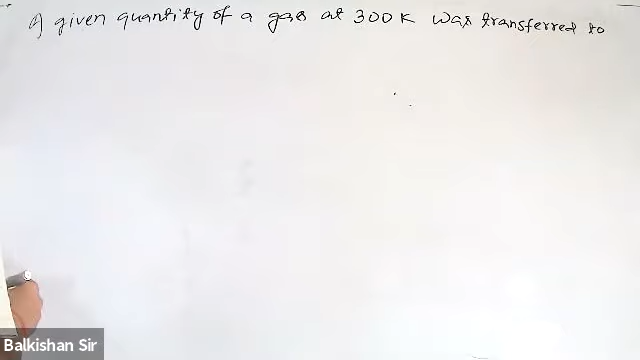 A given quantity of a gas at 300K was transferred to
Balkishan Sir